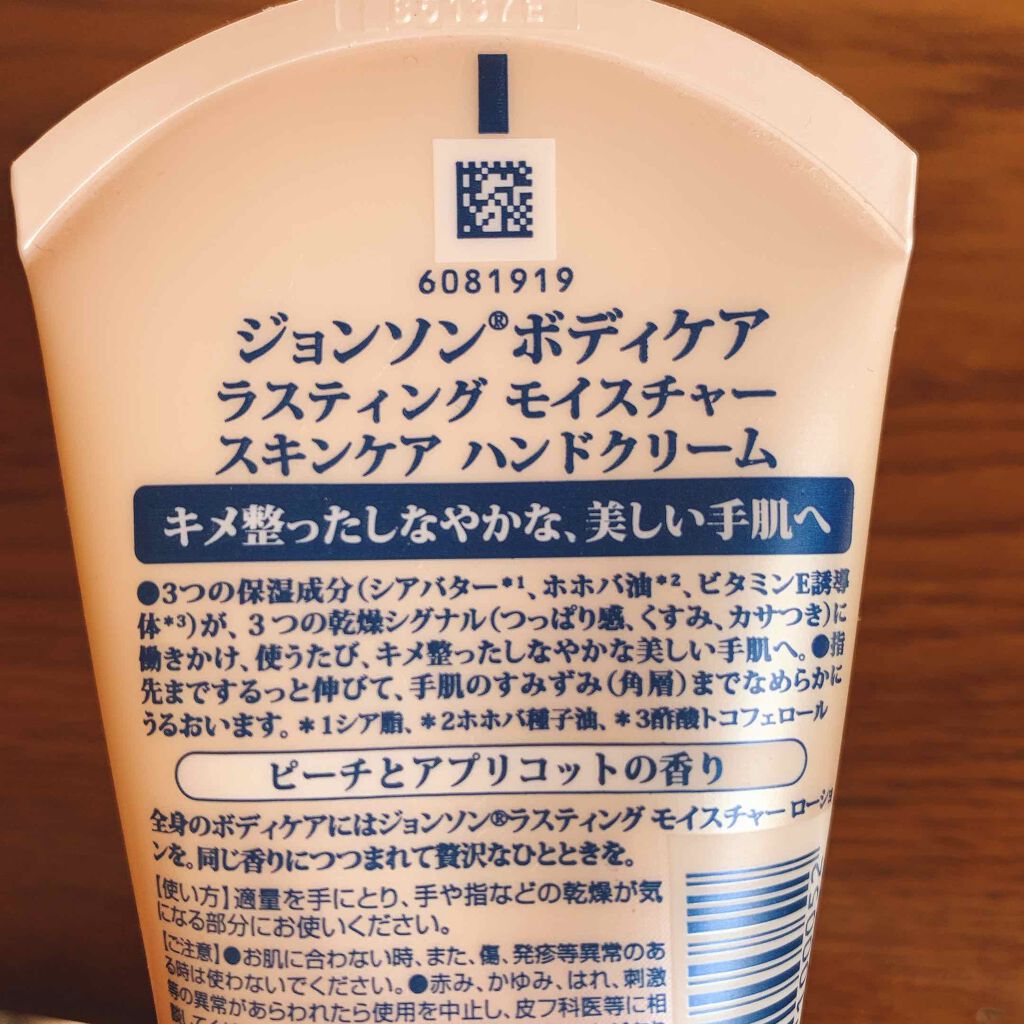 6081919
ジョンソン®ボディケア
ラスティング モイスチャー
スキンケア ハンドクリーム
キメ整ったしなやかな、美しい手肌へ
●3つの保湿成分(シアバター*1、ホホバ油*2、ビタミンE誘導
体*3)が、3つの乾燥シグナル(つっぱり感、くすみ、カサつき)に
働きかけ、使うたび、キメ整ったしなやかな美しい手肌へ。●指
先まですーっと伸びて、手肌のすみずみ(角層)までなめらかに
うるおいます。*1シア脂、*2ホホバ種子油、*3酢酸トコフェロール
ピーチとアプリコットの香り
全身のボディケアにはジョンソン®ラスティング モイスチャー ローショ
ンを。同じ香りにつつまれて贅沢なひとときを。
【使い方】適量を手にとり、手や指などの乾燥が気
になる部分にお使いください。
【ご注意】●お肌に合わない時、また、傷、発疹等異常のあ
る時は使わないでください。●赤み、かゆみ、はれ、刺激
等の異常があらわれたら使用を中止し、皮フ科医等に相